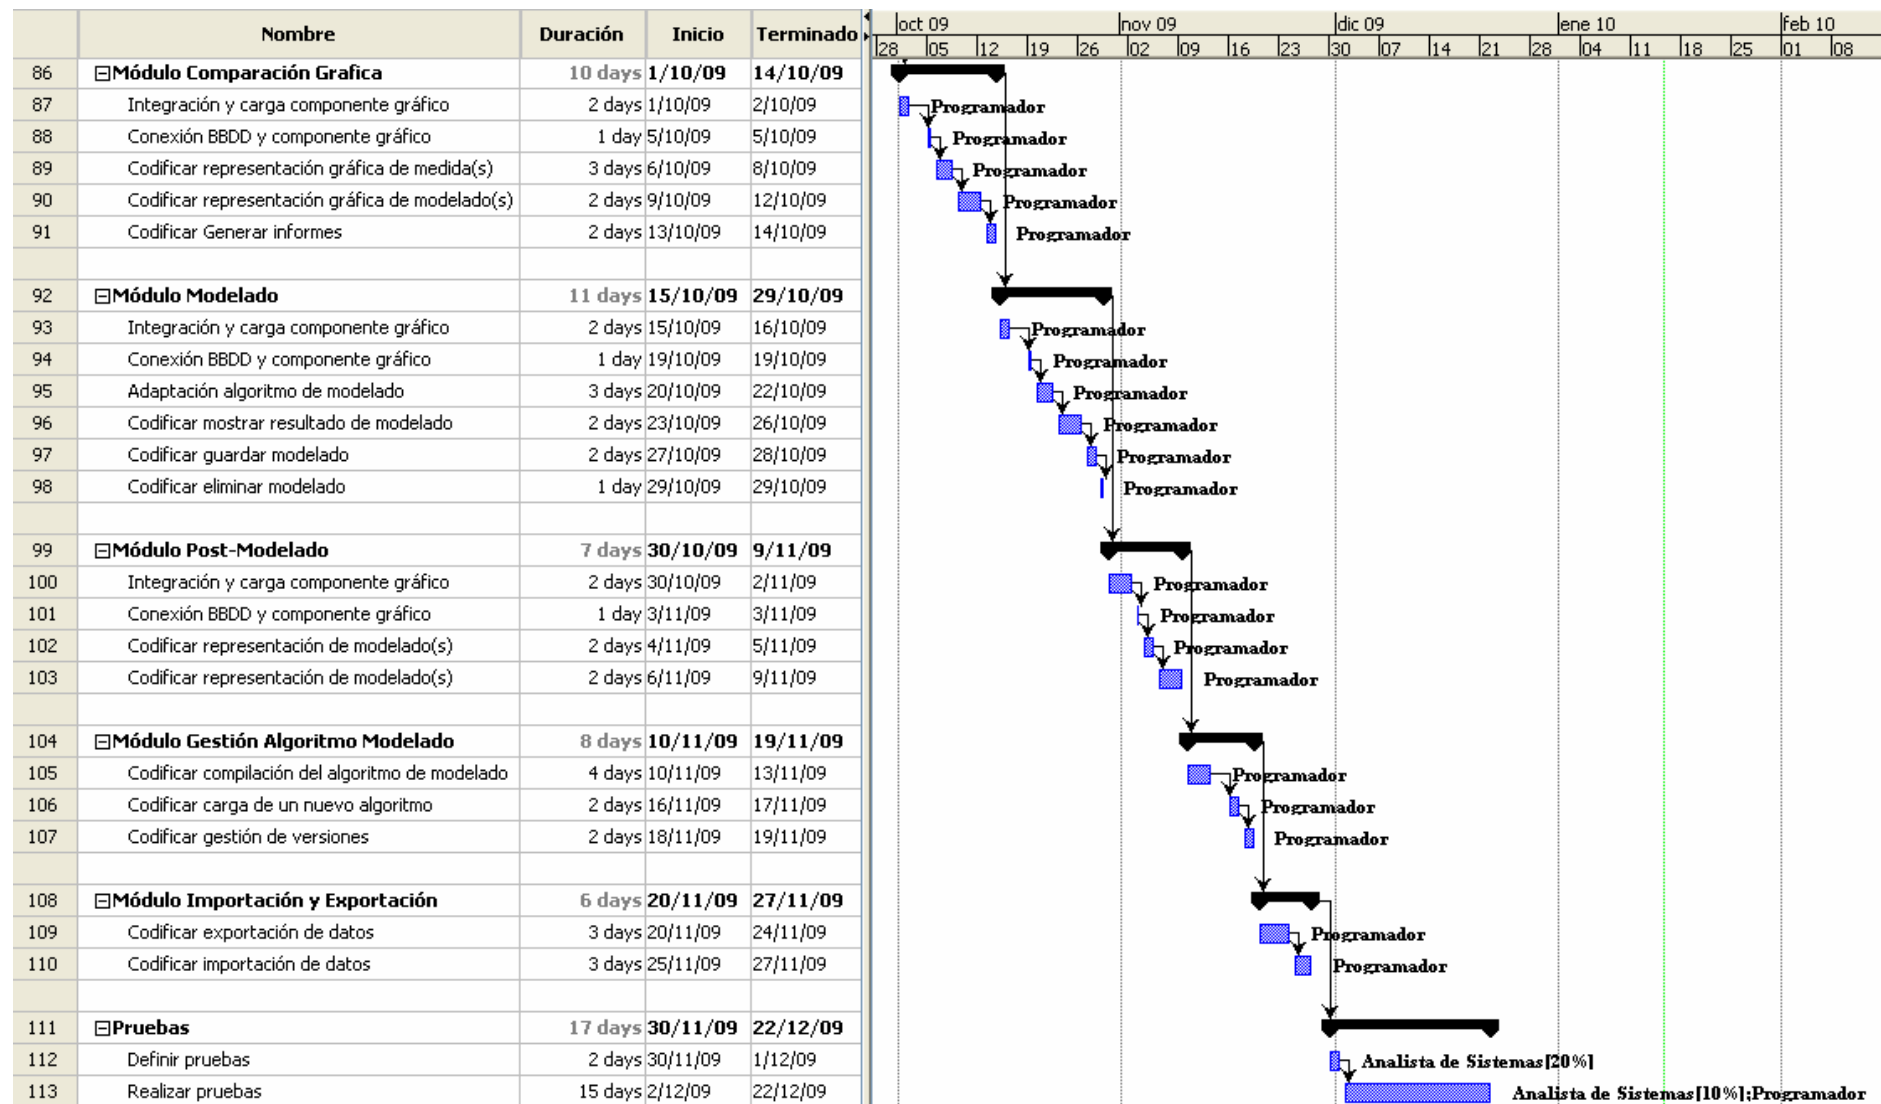 Nombre Duración Inicio Terminado
oct 09 nov 09 dic 09 ene 10 feb 10
28 05 12 19 26 02 09 16 23 30 07 14 21 28 04 11 18 25 01 08
86 Módulo Comparación Grafica 10 days 1/10/09 14/10/09
87 Integración y carga componente gráfico 2 days 1/10/09 2/10/09 Programador
88 Conexión BBDD y componente gráfico 1 day 5/10/09 5/10/09 Programador
89 Codificar representación gráfica de medida(s) 3 days 6/10/09 8/10/09 Programador
90 Codificar representación gráfica de modelado(s) 2 days 9/10/09 12/10/09 Programador
91 Codificar Generar informes 2 days 13/10/09 14/10/09 Programador
92 Módulo Modelado 11 days 15/10/09 29/10/09
93 Integración y carga componente gráfico 2 days 15/10/09 16/10/09 Programador
94 Conexión BBDD y componente gráfico 1 day 19/10/09 19/10/09 Programador
95 Adaptación algoritmo de modelado 3 days 20/10/09 22/10/09 Programador
96 Codificar mostrar resultado de modelado 2 days 23/10/09 26/10/09 Programador
97 Codificar guardar modelado 2 days 27/10/09 28/10/09 Programador
98 Codificar eliminar modelado 1 day 29/10/09 29/10/09 Programador
99 Módulo Post-Modelado 7 days 30/10/09 9/11/09
100 Integración y carga componente gráfico 2 days 30/10/09 2/11/09 Programador
101 Conexión BBDD y componente gráfico 1 day 3/11/09 3/11/09 Programador
102 Codificar representación de modelado(s) 2 days 4/11/09 5/11/09 Programador
103 Codificar representación de modelado(s) 2 days 6/11/09 9/11/09 Programador
104 Módulo Gestión Algoritmo Modelado 8 days 10/11/09 19/11/09
105 Codificar compilación del algoritmo de modelado 4 days 10/11/09 13/11/09 Programador
106 Codificar carga de un nuevo algoritmo 2 days 16/11/09 17/11/09 Programador
107 Codificar gestión de versiones 2 days 18/11/09 19/11/09 Programador
108 Módulo Importación y Exportación 6 days 20/11/09 27/11/09
109 Codificar exportación de datos 3 days 20/11/09 24/11/09 Programador
110 Codificar importación de datos 3 days 25/11/09 27/11/09 Programador
111 Pruebas 17 days 30/11/09 22/12/09
112 Definir pruebas 2 days 30/11/09 1/12/09 Analista de Sistemas[20%]
113 Realizar pruebas 15 days 2/12/09 22/12/09 Analista de Sistemas[10%];Programador